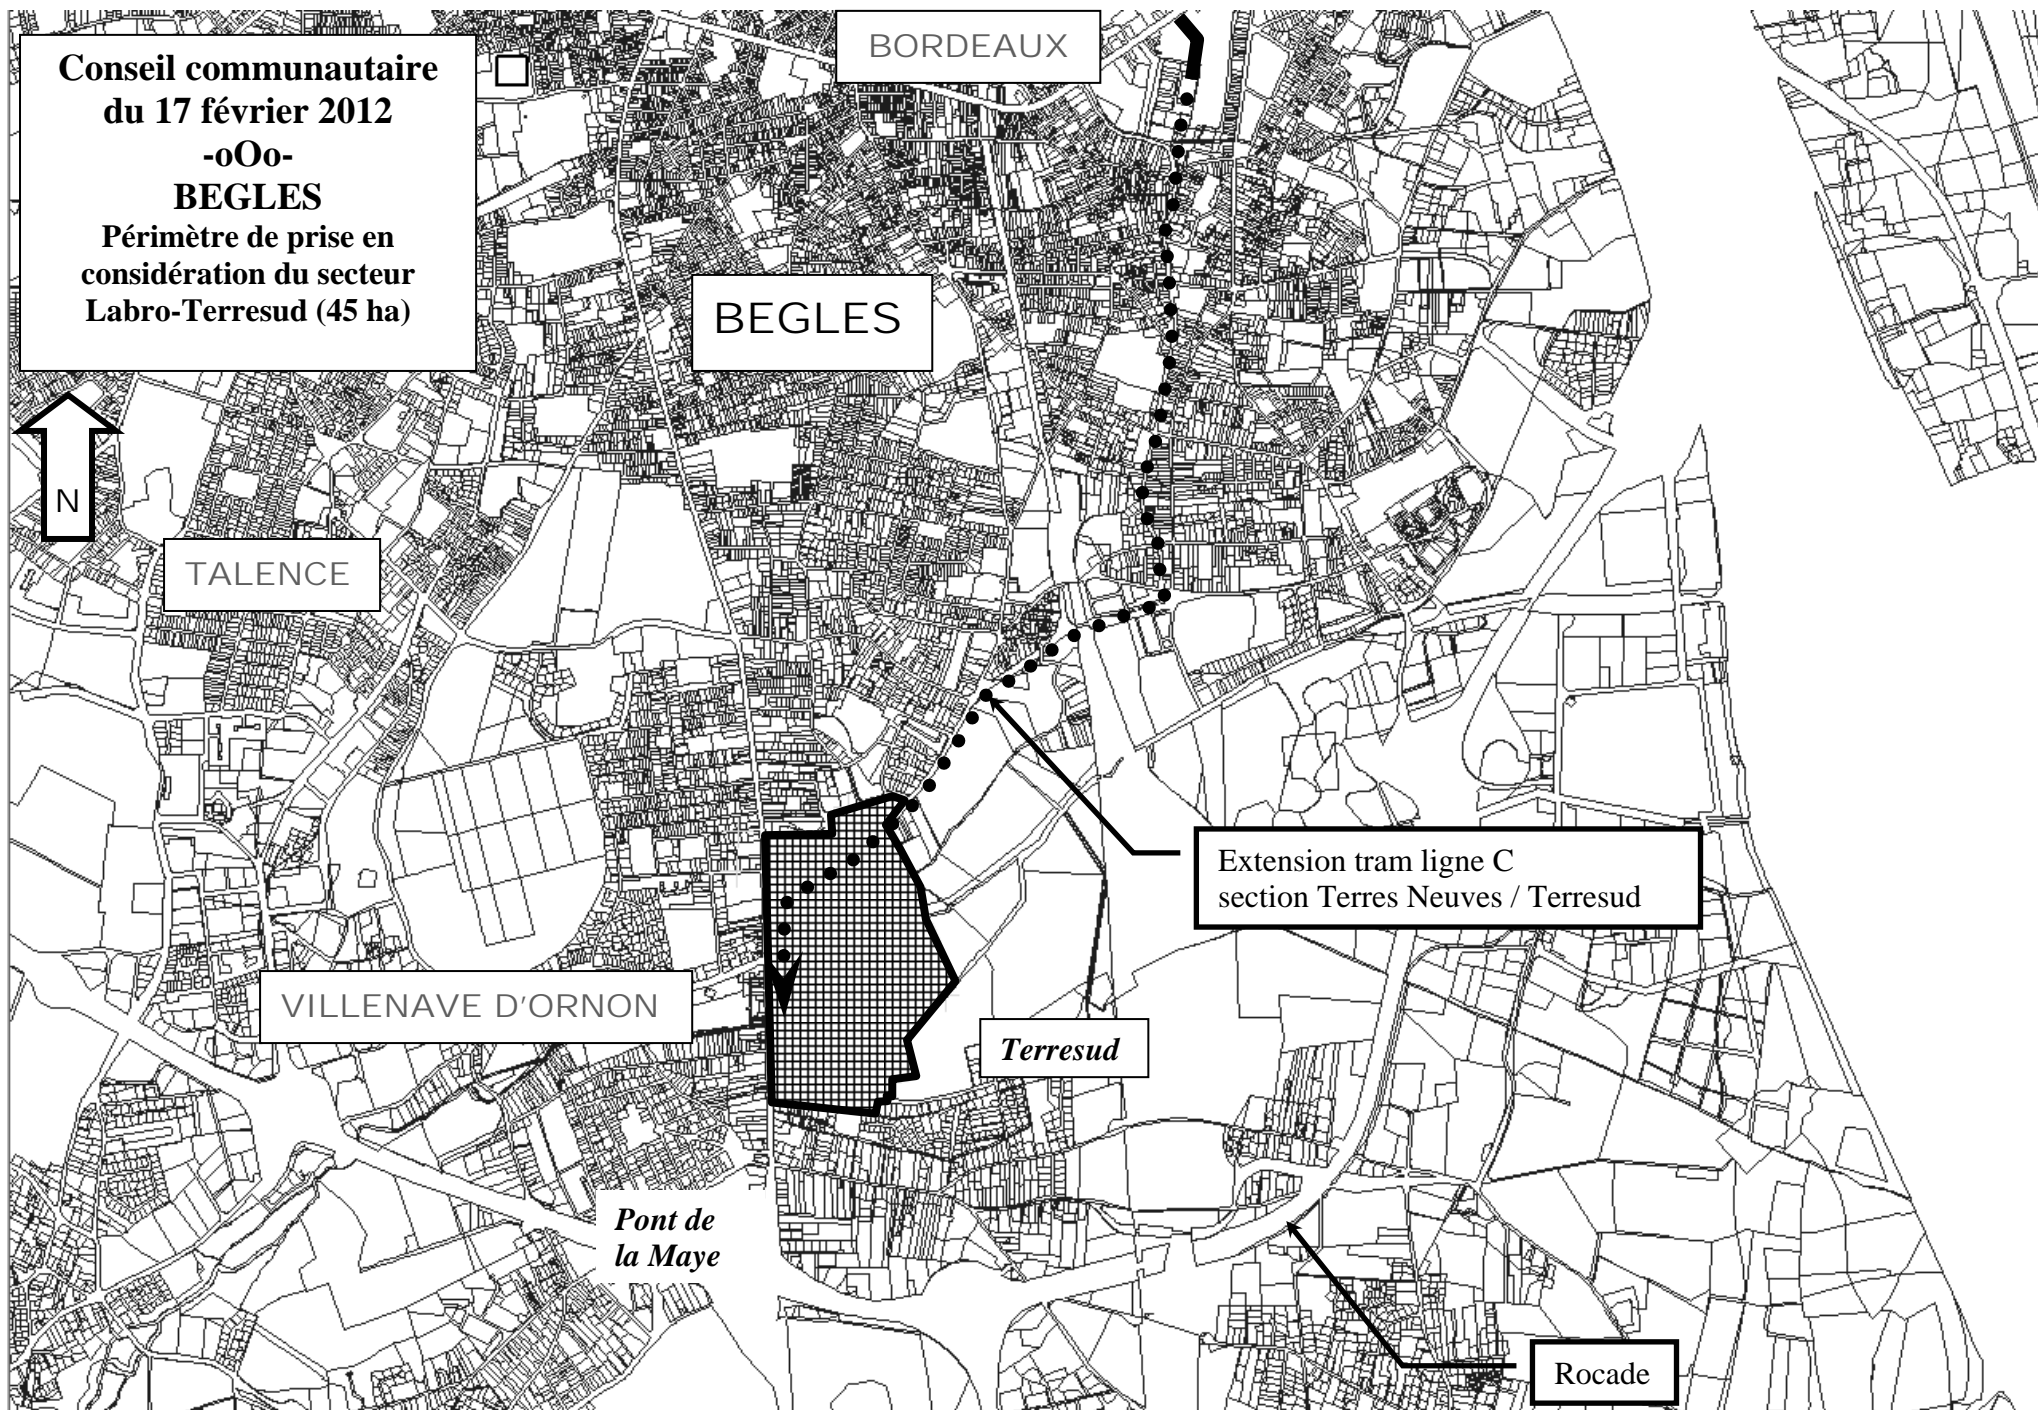 Conseil communautaire
du 17 février 2012
-oOo-
BEGLES
Périmètre de prise en
considération du secteur
Labro-Terresud (45 ha)
BORDEAUX
BEGLES
N
TALENCE
Extension tram ligne C
section Terres Neuves / Terresud
VILLENAVE D'ORNON
Terresud
Pont de
la Maye
Rocade